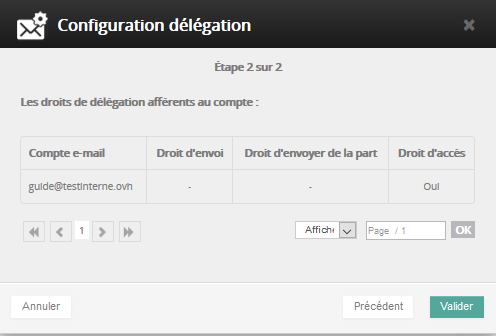 Configuration délégation
Étape 2 sur 2
Les droits de délégation afférents au compte :
Compte e-mail Droit d'envoi Droit d'envoyer de la part Droit d'accès
guide@testinterne.ovh - - Oui
1 Affiche Page / 1 OK
Annuler Précédent Valider